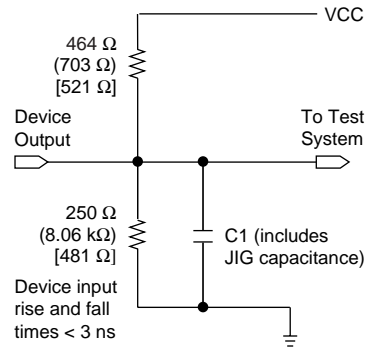 VCC
464 Ω
(703 Ω)
[521 Ω]
Device
Output
To Test
System
250 Ω
(8.06 kΩ)
[481 Ω]
C1 (includes
JIG capacitance)
Device input
rise and fall
times < 3 ns